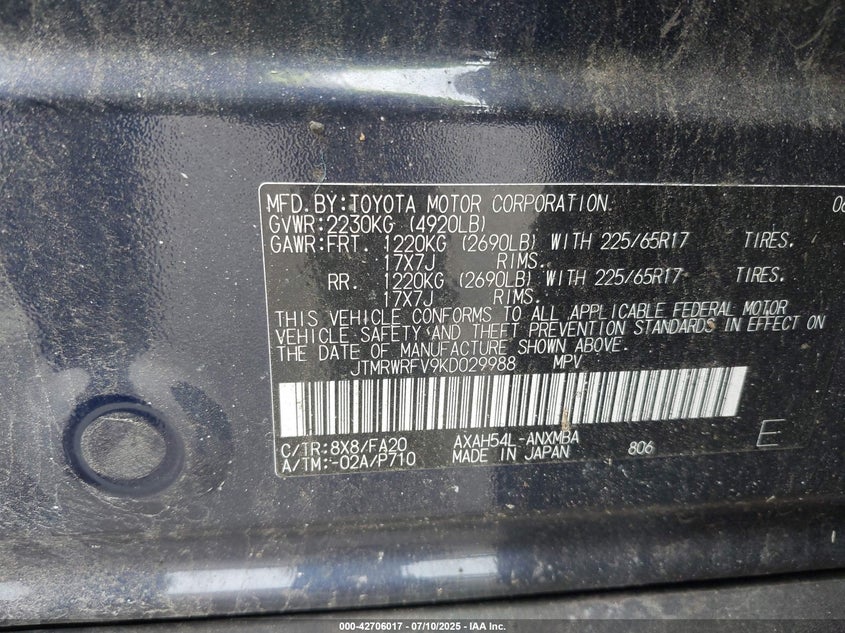 MFD. BY: TOYOTA MOTOR CORPORATION 06
GVWR: 2230KG (4920LB)
GAWR: FRT. 1220KG (2690LB) WITH 225/65R17 TIRES.
17X7J RIMS.
RR. 1220KG (2690LB) WITH 225/65R17 TIRES.
17X7J RIMS.
THIS VEHICLE CONFORMS TO ALL APPLICABLE FEDERAL MOTOR
VEHICLE SAFETY AND THEFT PREVENTION STANDARDS IN EFFECT ON
THE DATE OF MANUFACTURE SHOWN ABOVE.
JTMRWRFV9KD029988 MPV
C/TR: 8X8/FA20 AXAH54L-ANXMBA 806 E
A/TM: -02A/P710 MADE IN JAPAN
000-42706017 - 07/10/2025 - IAA Inc.